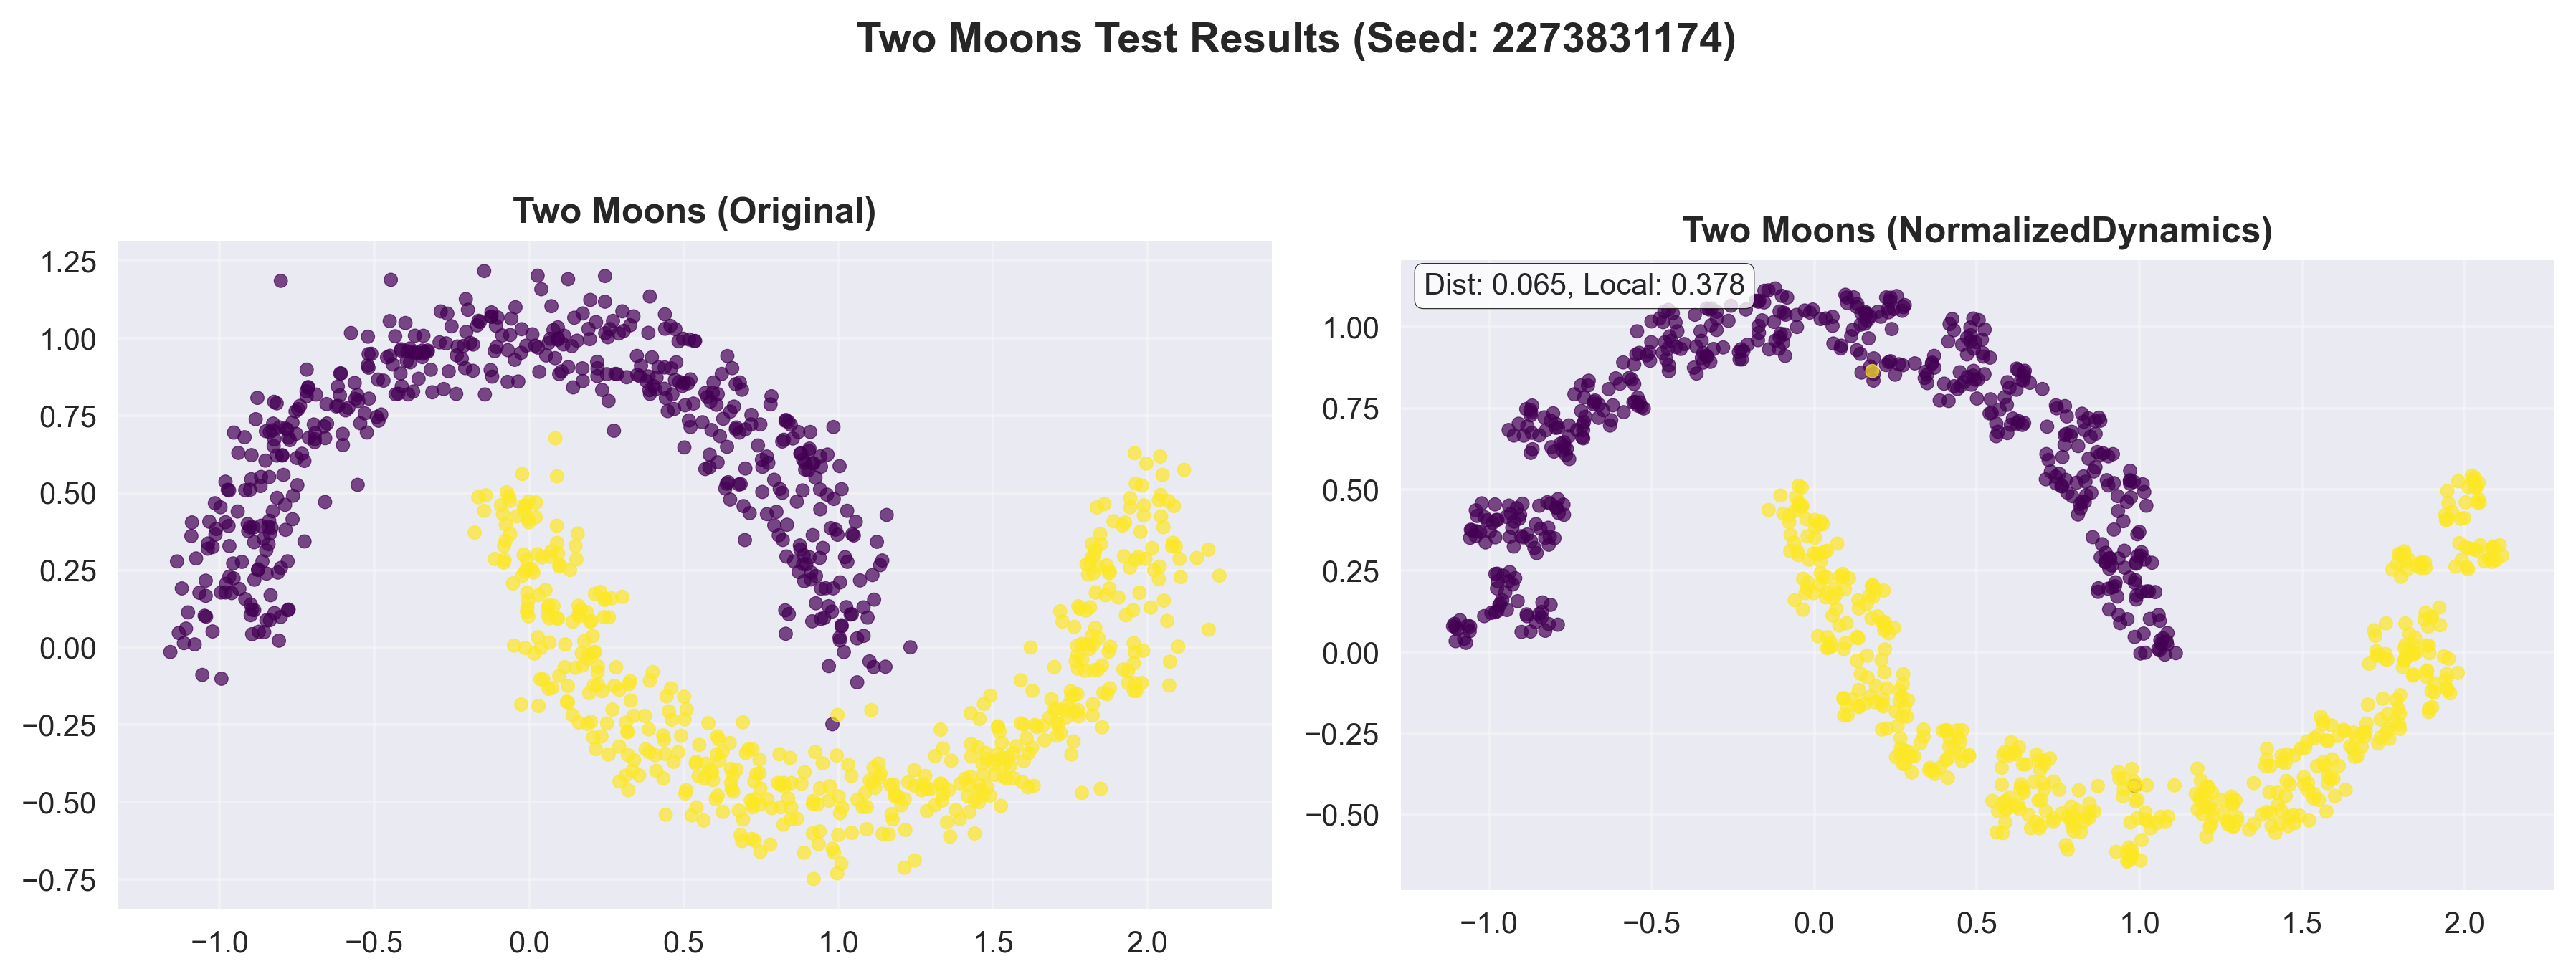 Two Moons Test Results (Seed: 2273831174)
Two Moons (Original)
1.25
1.00
0.75
0.50
0.25
0.00
−0.25
−0.50
−0.75
−1.0 −0.5 0.0 0.5 1.0 1.5 2.0
Two Moons (NormalizedDynamics)
Dist: 0.065, Local: 0.378
1.00
0.75
0.50
0.25
0.00
−0.25
−0.50
−1.0 −0.5 0.0 0.5 1.0 1.5 2.0